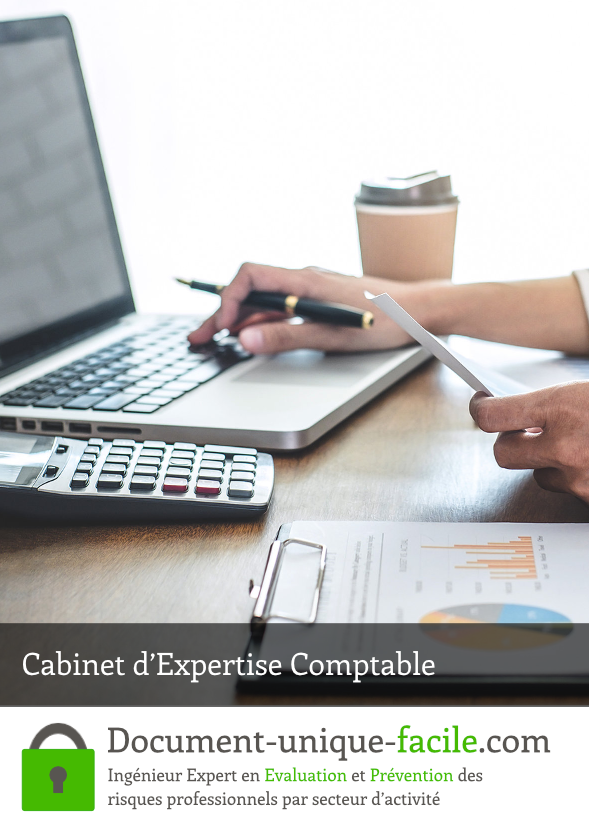 Cabinet d’Expertise Comptable
Document-unique-facile.com
Ingénieur Expert en Evaluation et Prévention des
risques professionnels par secteur d’activité